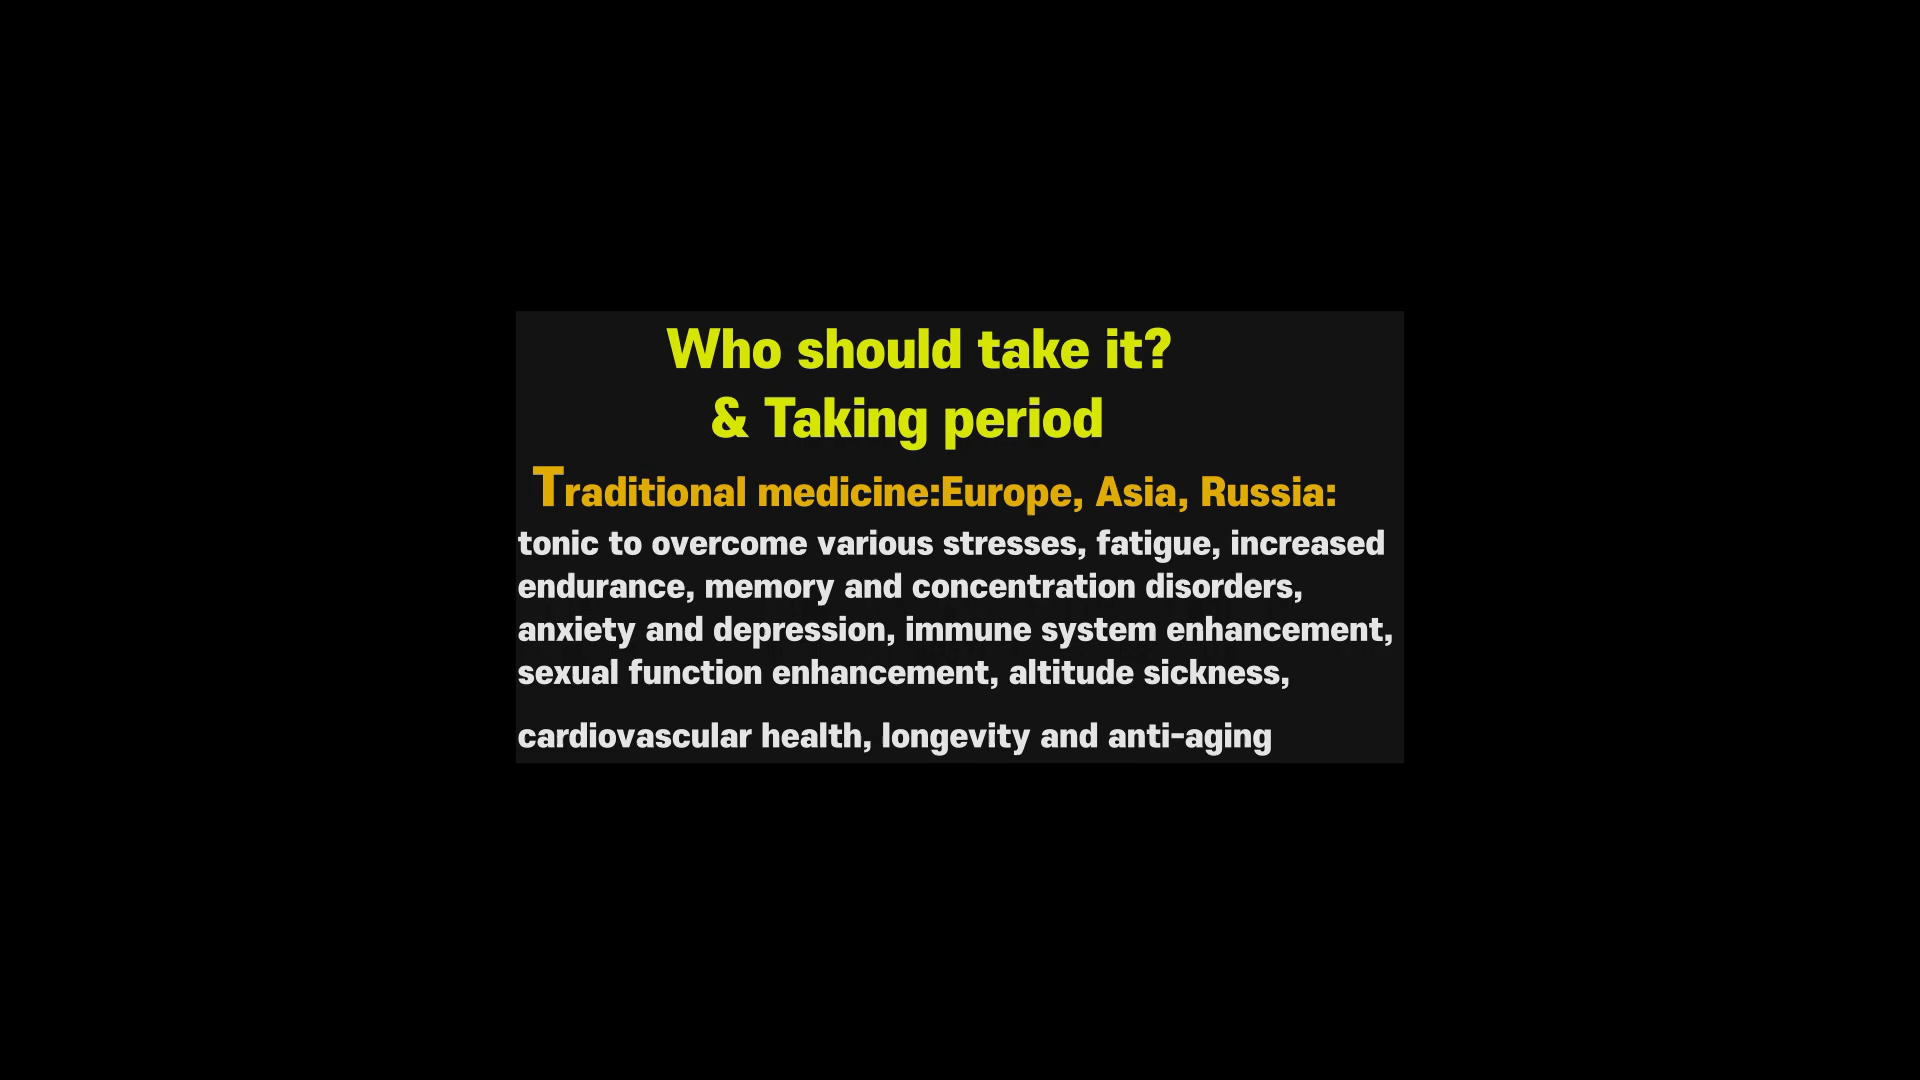 Who should take it?
& Taking period
Traditional medicine:Europe, Asia, Russia:
tonic to overcome various stresses, fatigue, increased
endurance, memory and concentration disorders,
anxiety and depression, immune system enhancement,
sexual function enhancement, altitude sickness,
cardiovascular health, longevity and anti-aging